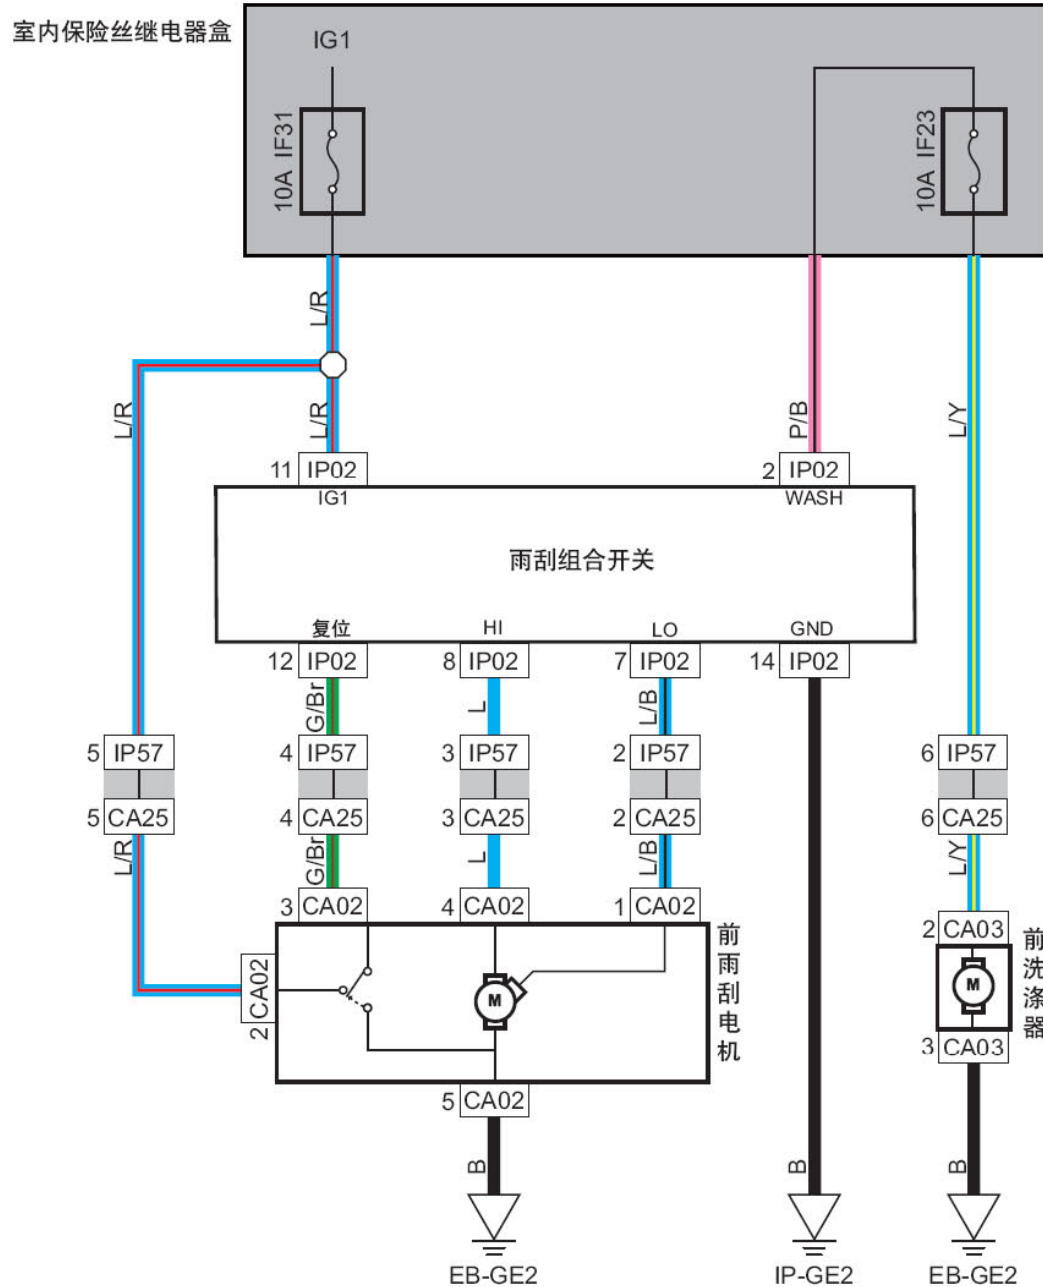 室内保险丝继电器盒
IG1
10A IF31
10A IF23
L/R
L/R
L/R
P/B
L/Y
11 IP02
2 IP02
IG1
WASH
雨刮组合开关
复位
HI
LO
GND
12 IP02
8 IP02
7 IP02
14 IP02
G/Br
L
L/B
5 IP57
4 IP57
3 IP57
2 IP57
6 IP57
5 CA25
4 CA25
3 CA25
2 CA25
6 CA25
L/R
G/Br
L
L/B
L/Y
3 CA02
4 CA02
1 CA02
2 CA03
前雨刮电机
前洗涤器
2 CA02
M
M
3 CA03
5 CA02
B
B
B
EB-GE2
IP-GE2
EB-GE2